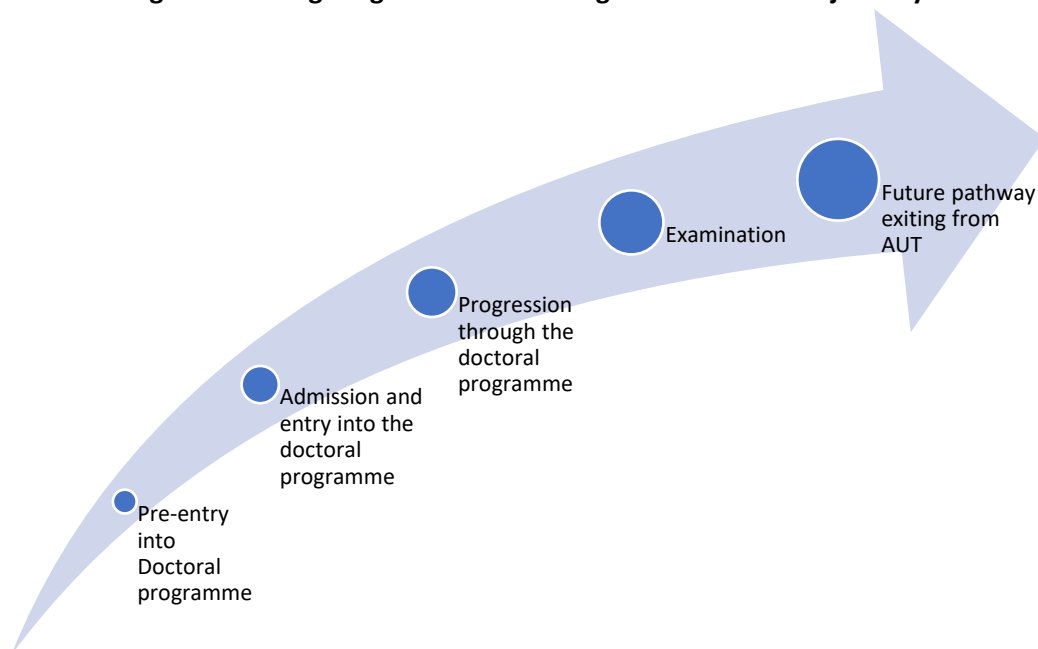 Pre-entry
into
Doctoral
programme
Admission and
entry into the
doctoral
programme
Progression
through the
doctoral
programme
Examination
Future pathway
exiting from
AUT